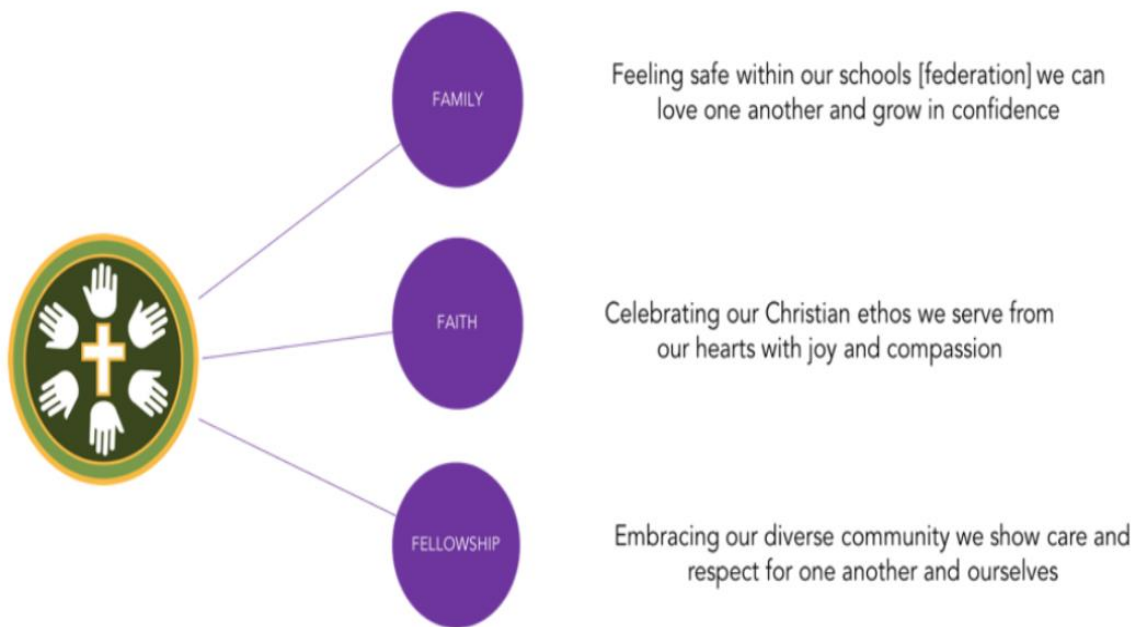 FAMILY
Feeling safe within our schools [federation] we can
love one another and grow in confidence
FAITH
Celebrating our Christian ethos we serve from
our hearts with joy and compassion
FELLOWSHIP
Embracing our diverse community we show care and
respect for one another and ourselves